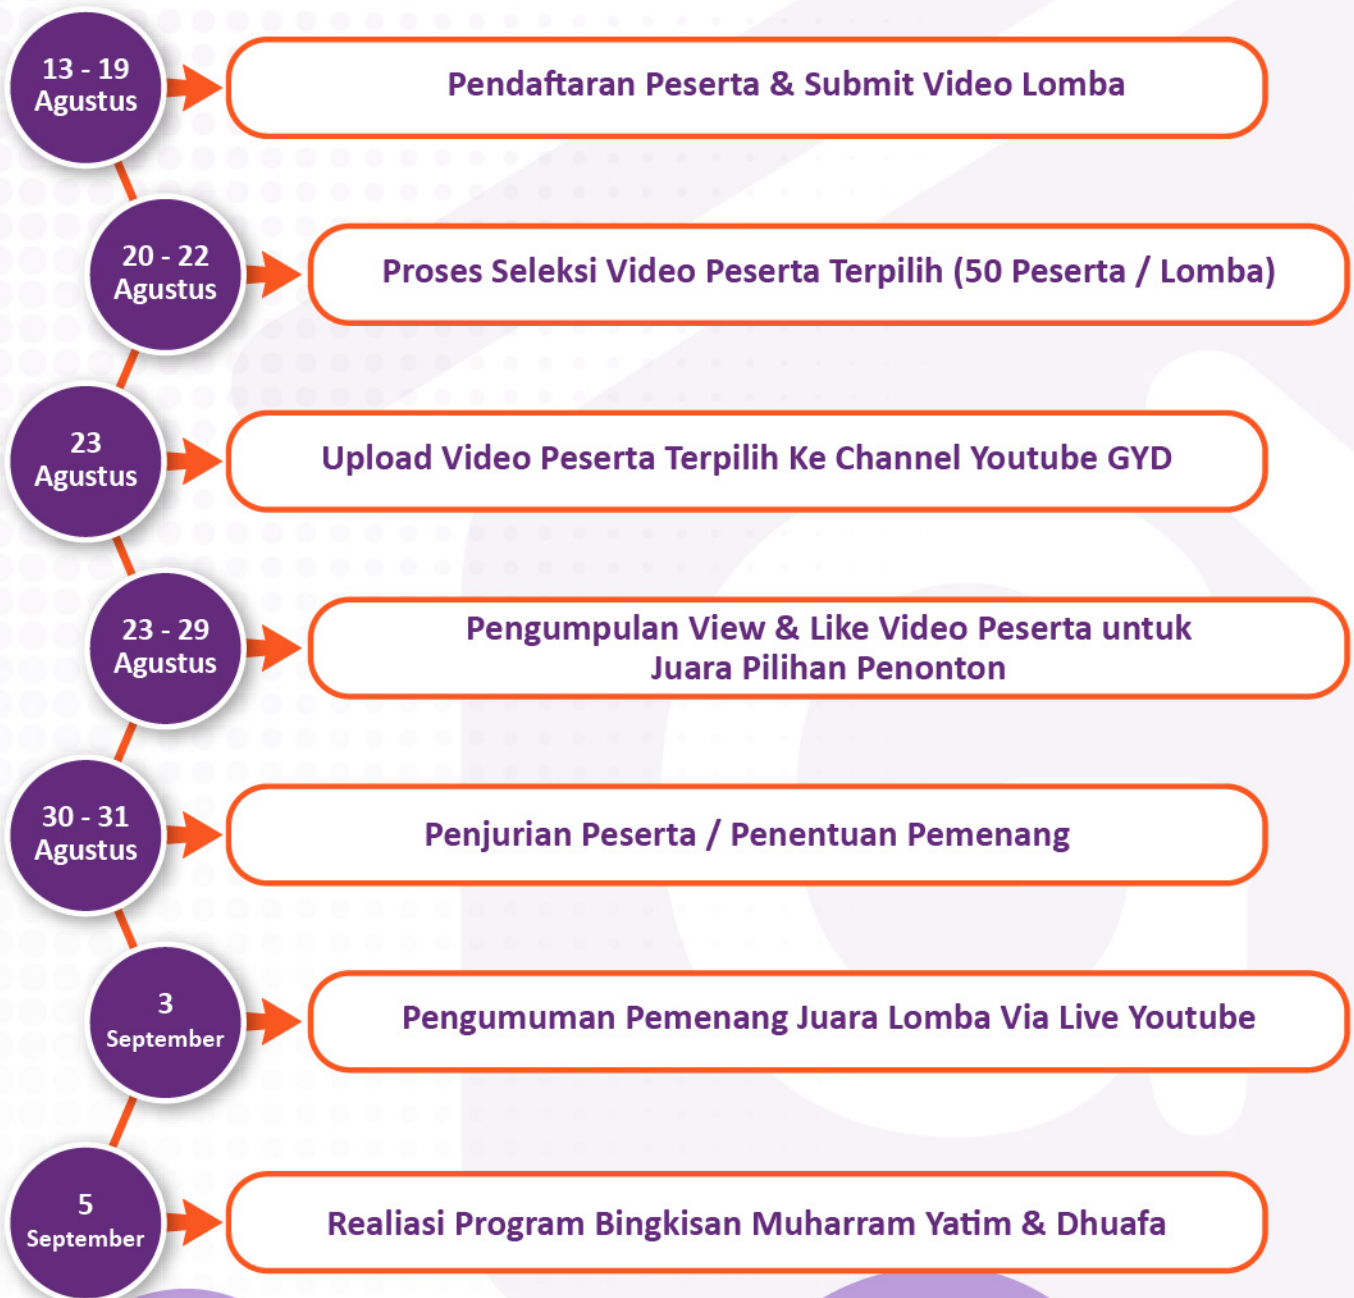 13 - 19
Agustus
Pendaftaran Peserta & Submit Video Lomba
20 - 22
Agustus
Proses Seleksi Video Peserta Terpilih (50 Peserta / Lomba)
23
Agustus
Upload Video Peserta Terpilih Ke Channel Youtube GYD
23 - 29
Agustus
Pengumpulan View & Like Video Peserta untuk
Juara Pilihan Penonton
30 - 31
Agustus
Penjurian Peserta / Penentuan Pemenang
3
September
Pengumuman Pemenang Juara Lomba Via Live Youtube
5
September
Realiasi Program Bingkisan Muharram Yatim & Dhuafa